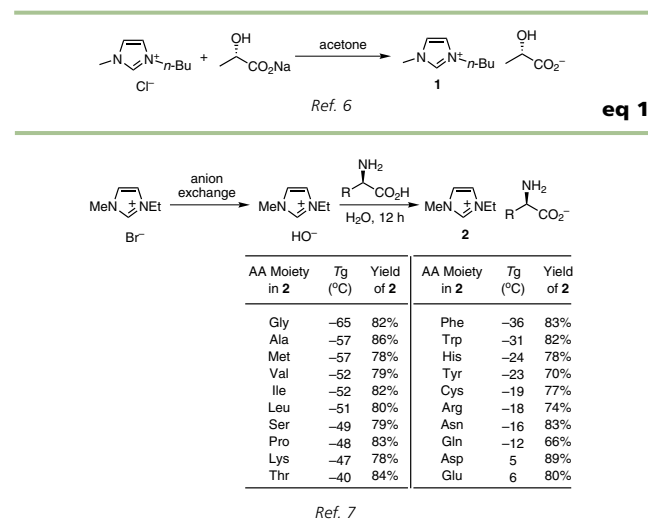 OH OH
acetone
N N+ n-Bu + CO2Na N N+ n-Bu CO2–
Cl– 1
Ref. 6
eq 1
NH2
anion exchange R CO2H NH2
MeN + NEt MeN + NEt H2O, 12 h MeN + NEt R CO2–
Br– HO– 2
AA Moiety in 2 Tg (oC) Yield of 2 AA Moiety in 2 Tg (oC) Yield of 2
Gly –65 82% Phe –36 83%
Ala –57 86% Trp –31 82%
Met –57 78% His –24 78%
Val –52 79% Tyr –23 70%
Ile –52 82% Cys –19 77%
Leu –51 80% Arg –18 74%
Ser –49 79% Asn –16 83%
Pro –48 83% Gln –12 66%
Lys –47 78% Asp 5 89%
Thr –40 84% Glu 6 80%
Ref. 7